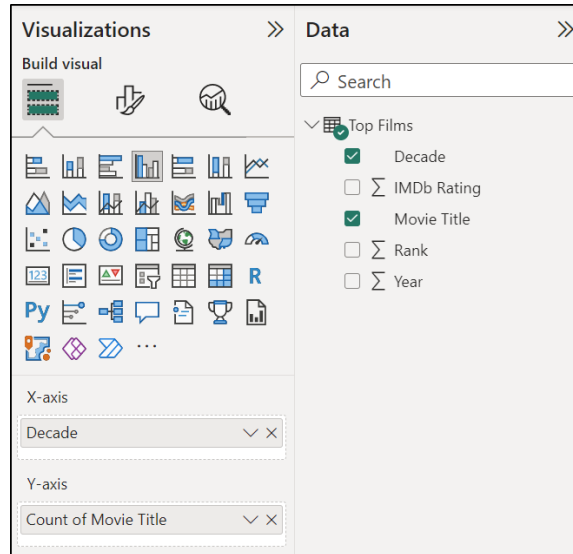 Visualizations
Build visual
123
R
Py
X-axis
Decade
Y-axis
Count of Movie Title
Data
Search
Top Films
Decade
∑ IMDb Rating
Movie Title
∑ Rank
∑ Year